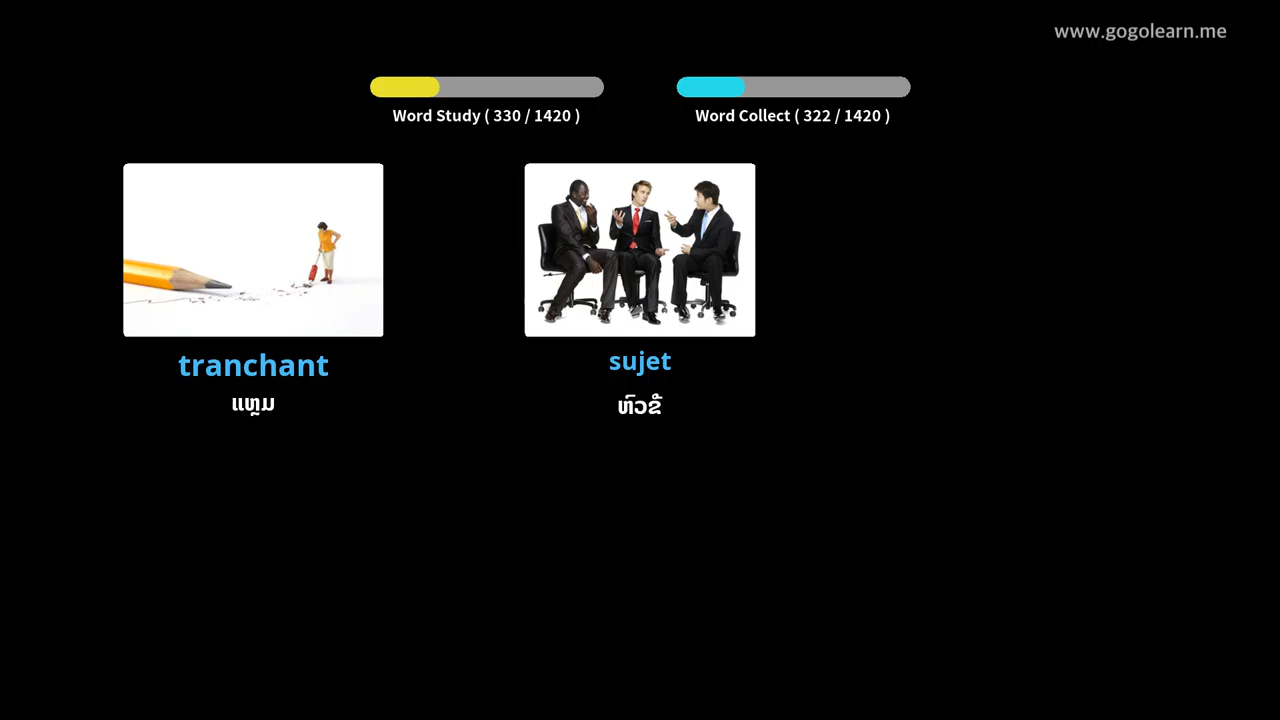 www.gogolearn.me
Word Study ( 330 / 1420 )
Word Collect ( 322 / 1420 )
tranchant
ແຫຼມ
sujet
ຫົວຂໍ້